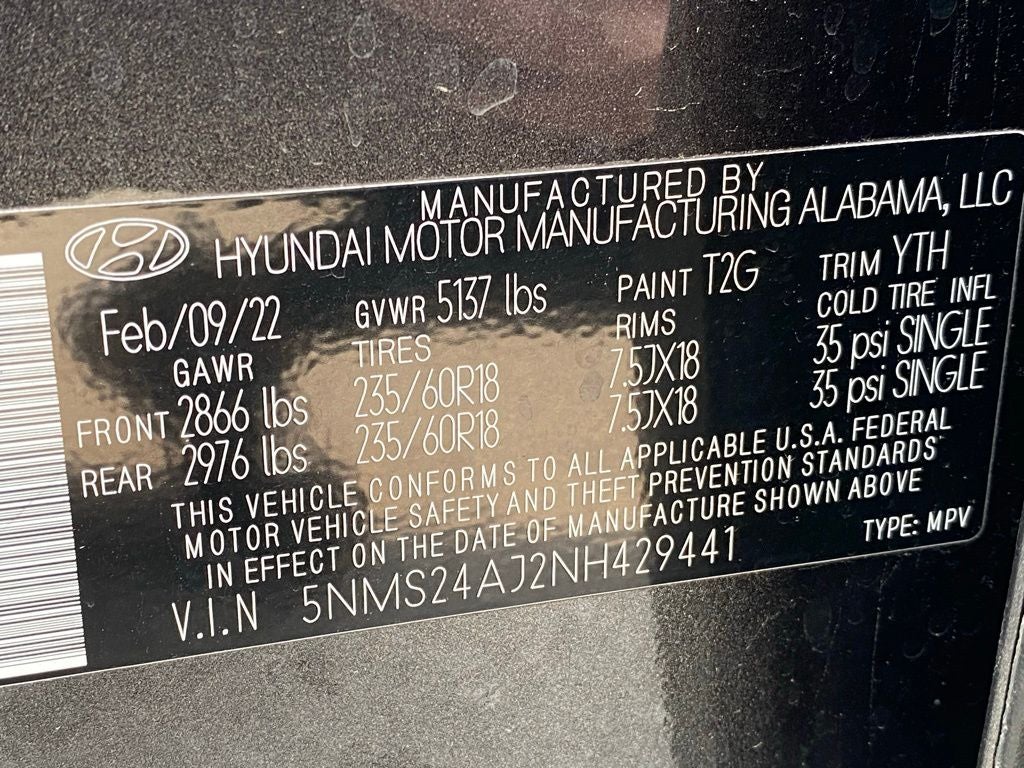 MANUFACTURED BY
HYUNDAI MOTOR MANUFACTURING ALABAMA, LLC
Feb/09/22 GVWR 5137 lbs PAINT T2G TRIM YTH
GAWR TIRES RIMS COLD TIRE INFL
FRONT 2866 lbs 235/60R18 7.5JX18 35 psi SINGLE
REAR 2976 lbs 235/60R18 7.5JX18 35 psi SINGLE
THIS VEHICLE CONFORMS TO ALL APPLICABLE U.S.A. FEDERAL
MOTOR VEHICLE SAFETY AND THEFT PREVENTION STANDARDS
IN EFFECT ON THE DATE OF MANUFACTURE SHOWN ABOVE
V.I.N 5NMS24AJ2NH429441 TYPE: MPV